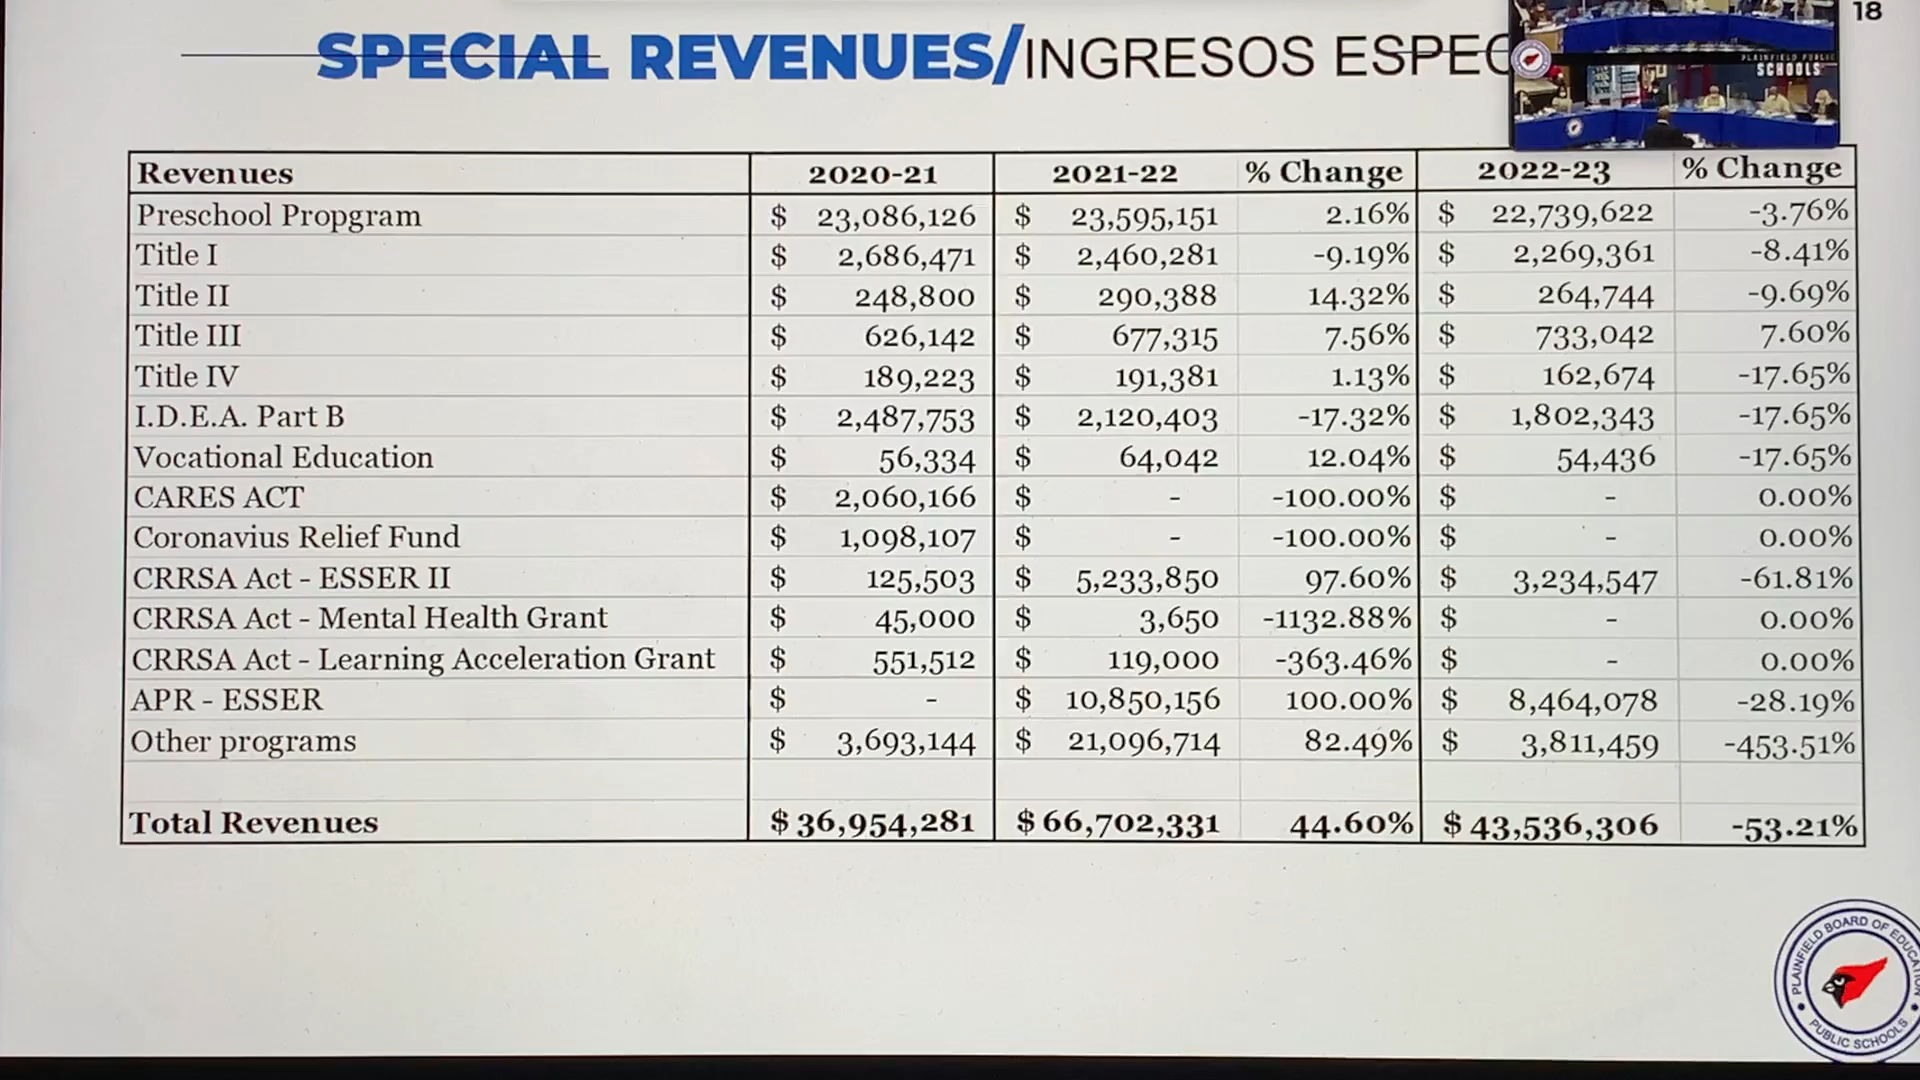 18
SPECIAL REVENUES/INGRESOS ESPEC
PLAINFIELD PUBLIC
SCHOOLS
Revenues 2020-21 2021-22 % Change 2022-23 % Change
Preschool Propgram $ 23,086,126 $ 23,595,151 2.16% $ 22,739,622 -3.76%
Title I $ 2,686,471 $ 2,460,281 -9.19% $ 2,269,361 -8.41%
Title II $ 248,800 $ 290,388 14.32% $ 264,744 -9.69%
Title III $ 626,142 $ 677,315 7.56% $ 733,042 7.60%
Title IV $ 189,223 $ 191,381 1.13% $ 162,674 -17.65%
I.D.E.A. Part B $ 2,487,753 $ 2,120,403 -17.32% $ 1,802,343 -17.65%
Vocational Education $ 56,334 $ 64,042 12.04% $ 54,436 -17.65%
CARES ACT $ 2,060,166 $ - -100.00% $ - 0.00%
Coronavius Relief Fund $ 1,098,107 $ - -100.00% $ - 0.00%
CRRSA Act - ESSER II $ 125,503 $ 5,233,850 97.60% $ 3,234,547 -61.81%
CRRSA Act - Mental Health Grant $ 45,000 $ 3,650 -1132.88% $ - 0.00%
CRRSA Act - Learning Acceleration Grant $ 551,512 $ 119,000 -363.46% $ - 0.00%
APR - ESSER $ - $ 10,850,156 100.00% $ 8,464,078 -28.19%
Other programs $ 3,693,144 $ 21,096,714 82.49% $ 3,811,459 -453.51%
Total Revenues $ 36,954,281 $ 66,702,331 44.60% $ 43,536,306 -53.21%
PLAINFIELD BOARD OF EDUCATION
PUBLIC SCHOOLS